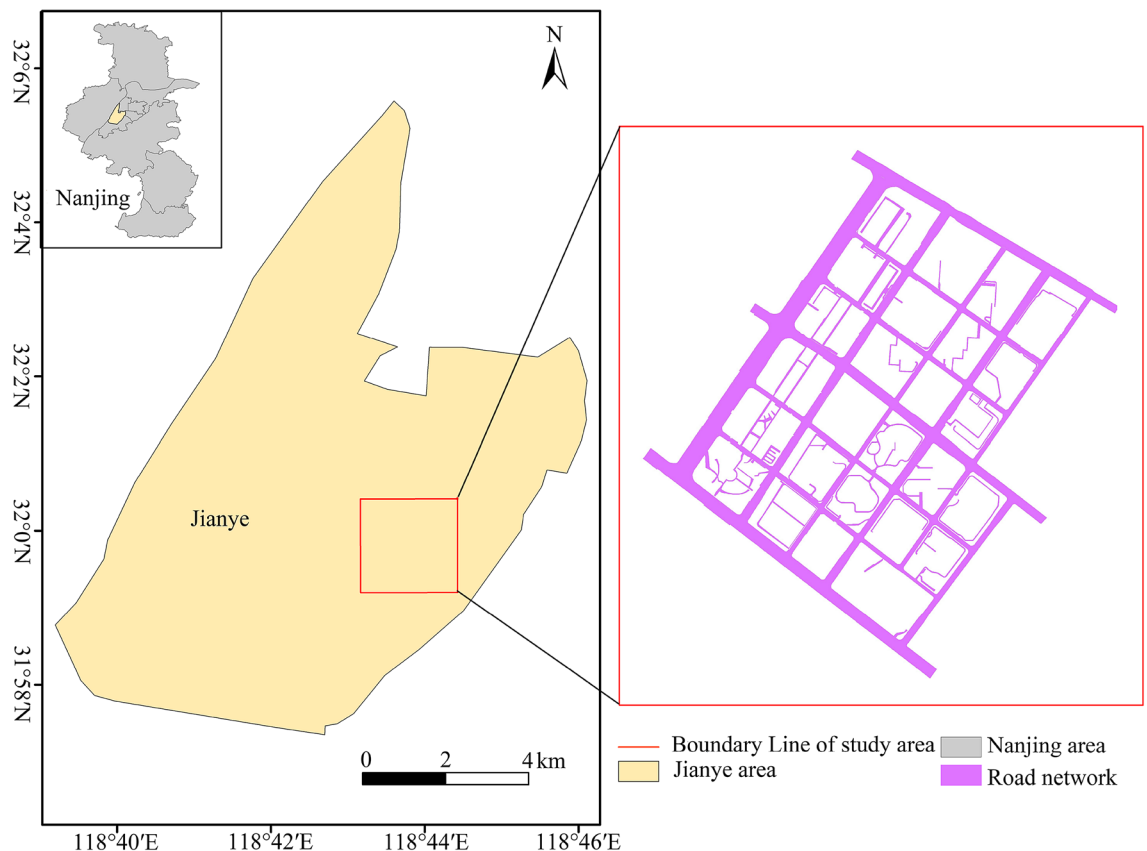 N
32°6′N
32°4′N
32°2′N
32°0′N
31°58′N
Nanjing
Jianye
0 2 4 km
118°40′E 118°42′E 118°44′E 118°46′E
Boundary Line of study area
Jianye area
Nanjing area
Road network